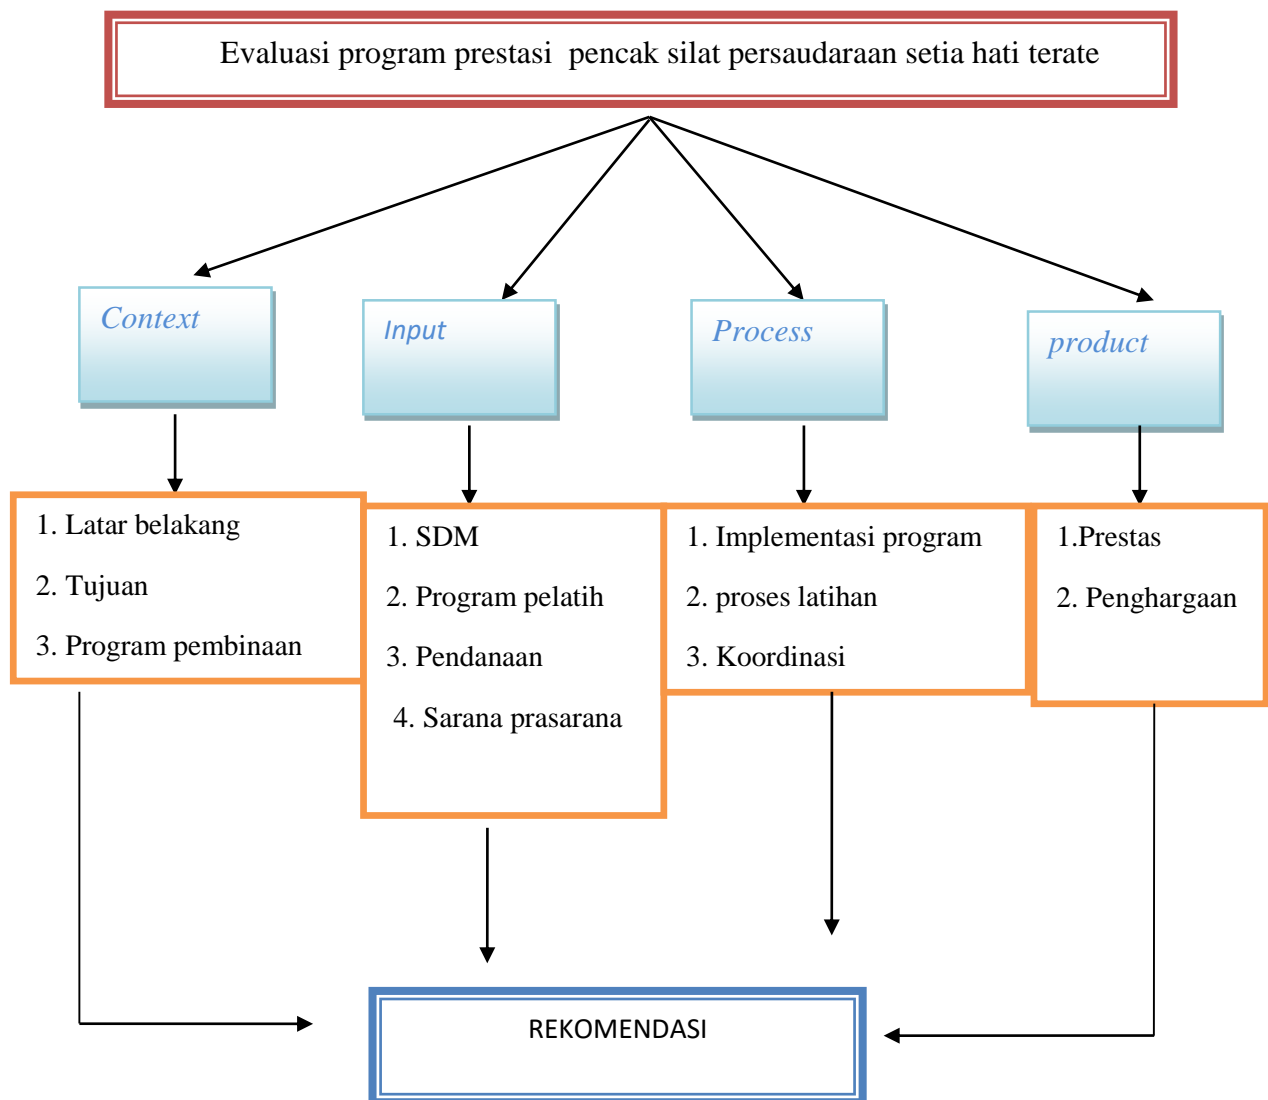 Evaluasi program prestasi pencak silat persaudaraan setia hati terate
Context
Input
Process
product
1. Latar belakang
2. Tujuan
3. Program pembinaan
1. SDM
2. Program pelatih
3. Pendanaan
4. Sarana prasarana
1. Implementasi program
2. proses latihan
3. Koordinasi
1.Prestas
2. Penghargaan
REKOMENDASI